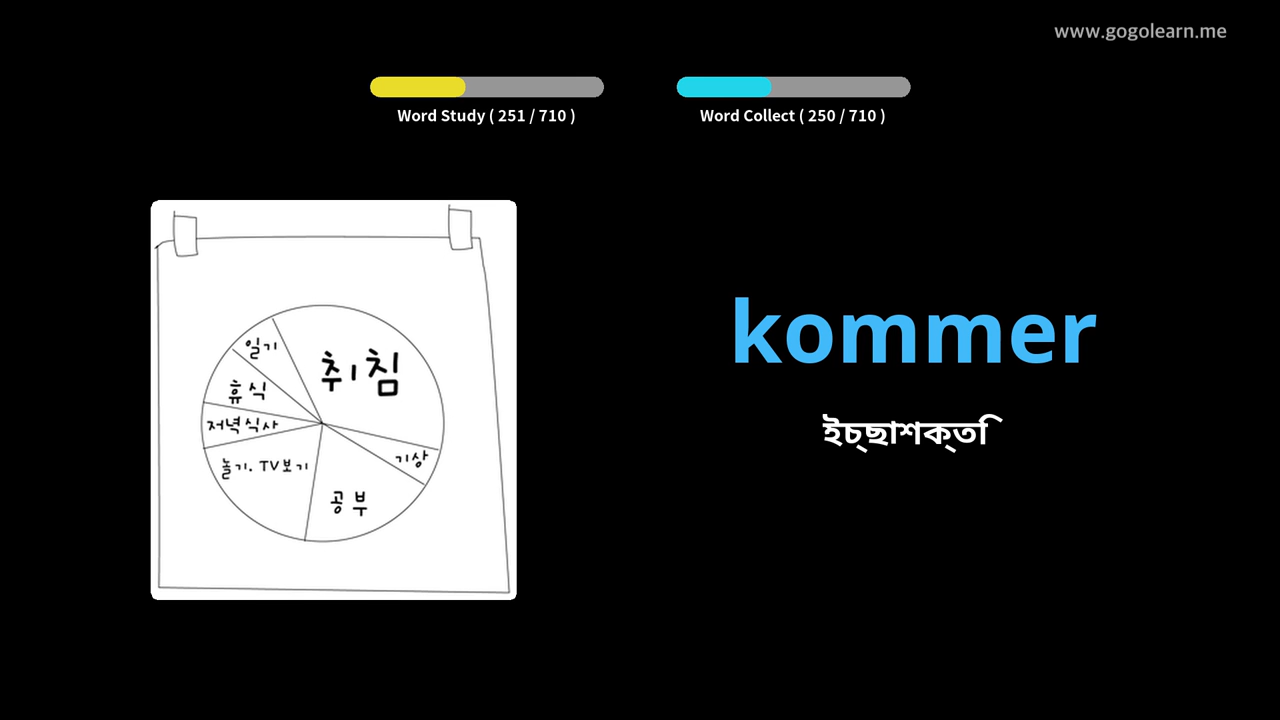 www.gogolearn.me
Word Study ( 251 / 710 )
Word Collect ( 250 / 710 )
일기
취침
휴식
저녁식사
놀기. TV보기
기상
공부
kommer
ইচ্ছাশক্তি